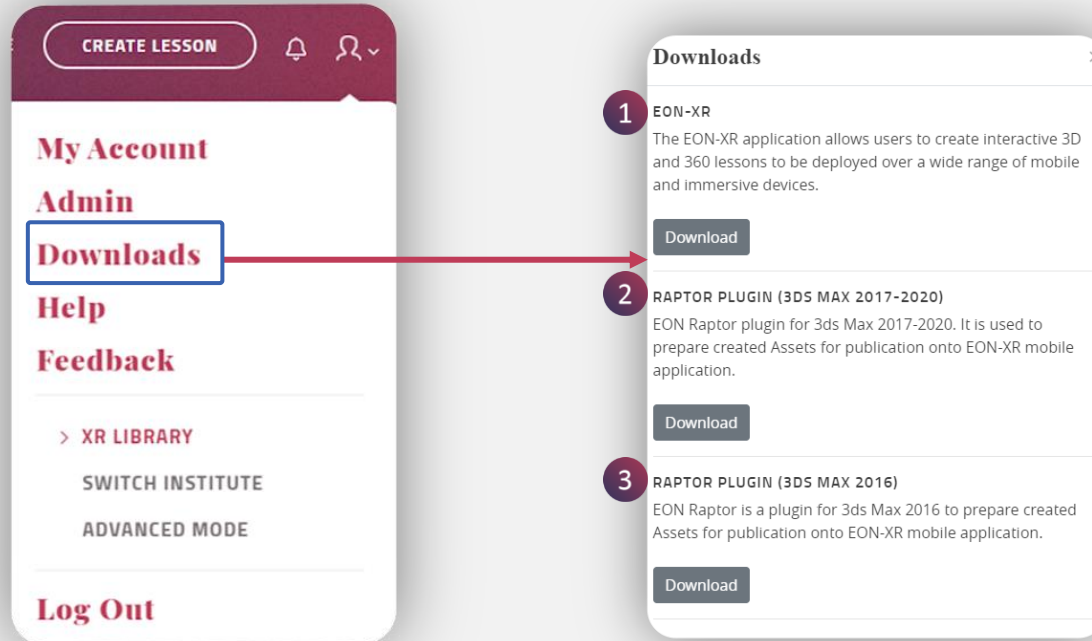 CREATE LESSON
My Account
Admin
Downloads
Help
Feedback
> XR LIBRARY
SWITCH INSTITUTE
ADVANCED MODE
Log Out
Downloads
1
EON-XR
The EON-XR application allows users to create interactive 3D
and 360 lessons to be deployed over a wide range of mobile
and immersive devices.
Download
2
RAPTOR PLUGIN (3DS MAX 2017-2020)
EON Raptor plugin for 3ds Max 2017-2020. It is used to
prepare created Assets for publication onto EON-XR mobile
application.
Download
3
RAPTOR PLUGIN (3DS MAX 2016)
EON Raptor is a plugin for 3ds Max 2016 to prepare created
Assets for publication onto EON-XR mobile application.
Download